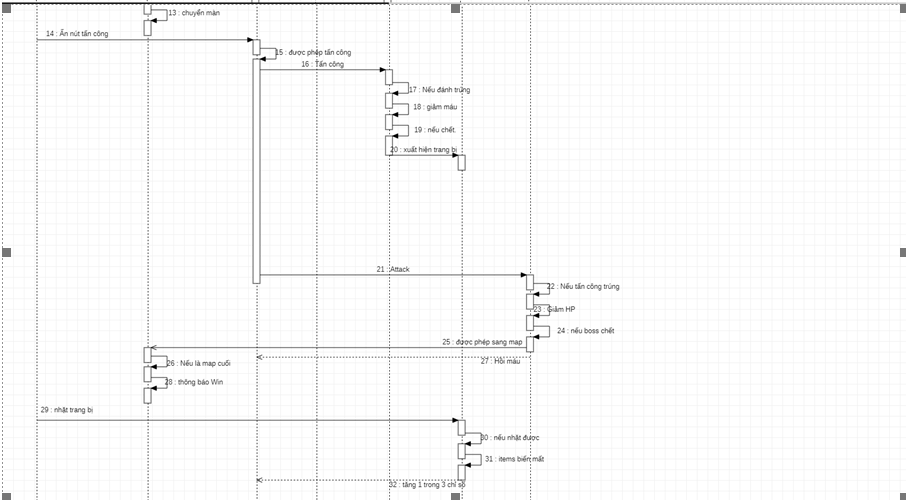 13 : chuyển màn
14 : Ấn nút tấn công
15 : được phép tấn công
16 : Tấn công
17 : Nếu đánh trúng
18 : giảm máu
19 : nếu chết.
20 : xuất hiện trang bị
21 : Attack
22 : Nếu tấn công trúng
23 : Giảm HP
24 : nếu boss chết
25 : được phép sang map
27 : Hồi máu
26 : Nếu là map cuối
28 : thông báo Win
29 : nhặt trang bị
30 : nếu nhặt được
31 : items biến mất
32 : tăng 1 trong 3 chỉ số